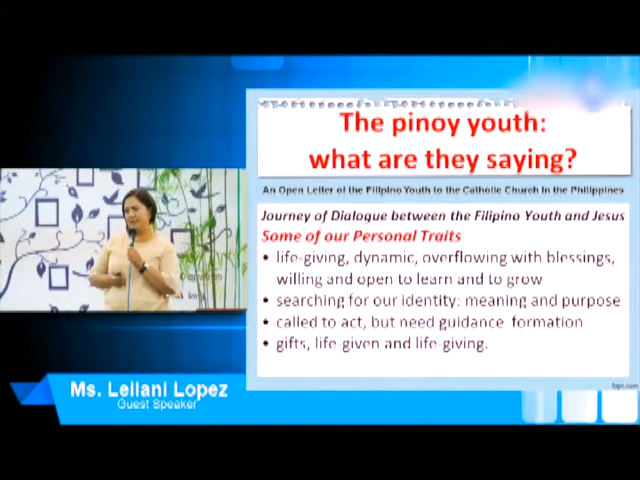 The pinoy youth:
what are they saying?
An Open Letter of the Filipino Youth to the Catholic Church in the Philippines
Journey of Dialogue between the Filipino Youth and Jesus
Some of our Personal Traits
• life-giving, dynamic, overflowing with blessings,
willing and open to learn and to grow
• searching for our identity: meaning and purpose
• called to act, but need guidance formation
• gifts, life-given and life-giving.
fppt.com
Ms. Leilani Lopez
Guest Speaker